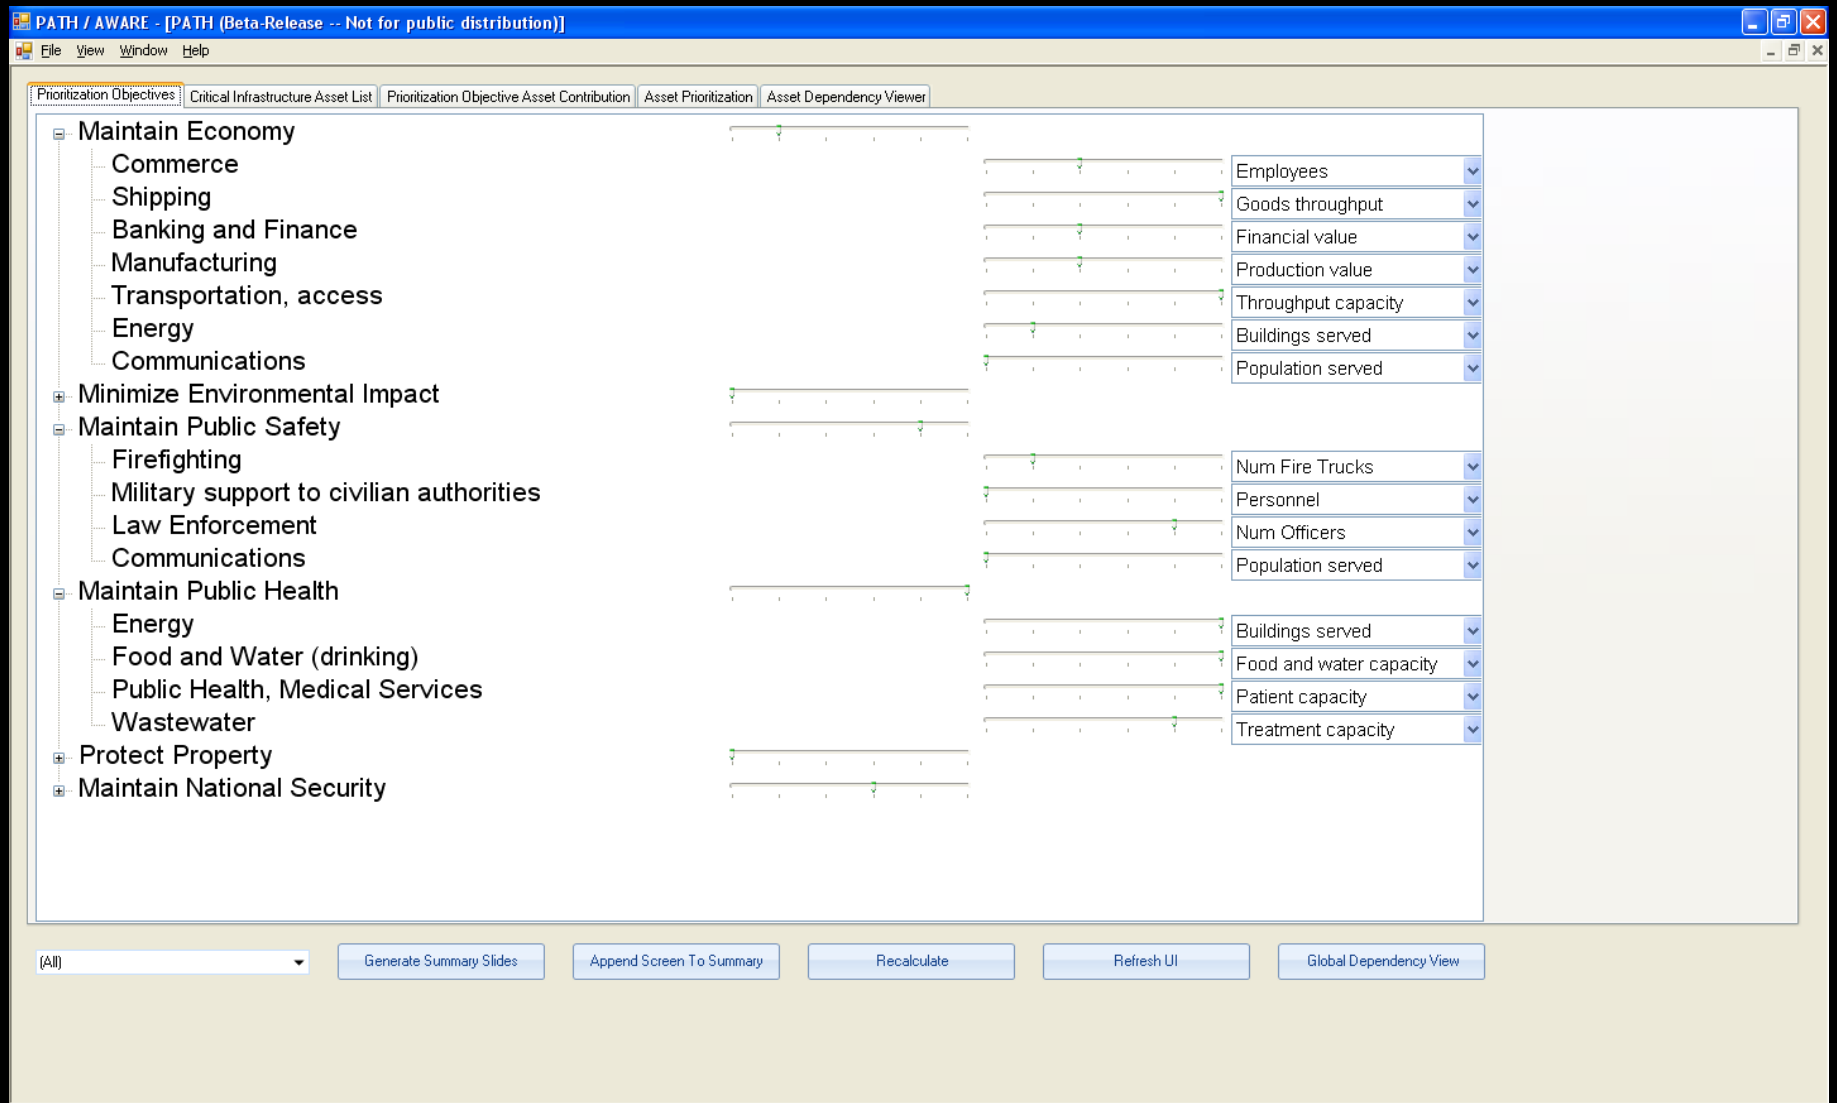 PATH / AWARE - [PATH (Beta-Release -- Not for public distribution)]
File View Window Help
Prioritization Objectives Critical Infrastructure Asset List Prioritization Objective Asset Contribution Asset Prioritization Asset Dependency Viewer
Maintain Economy
Commerce Employees
Shipping Goods throughput
Banking and Finance Financial value
Manufacturing Production value
Transportation, access Throughput capacity
Energy Buildings served
Communications Population served
Minimize Environmental Impact
Maintain Public Safety
Firefighting Num Fire Trucks
Military support to civilian authorities Personnel
Law Enforcement Num Officers
Communications Population served
Maintain Public Health
Energy Buildings served
Food and Water (drinking) Food and water capacity
Public Health, Medical Services Patient capacity
Wastewater Treatment capacity
Protect Property
Maintain National Security
(All) Generate Summary Slides Append Screen To Summary Recalculate Refresh UI Global Dependency View